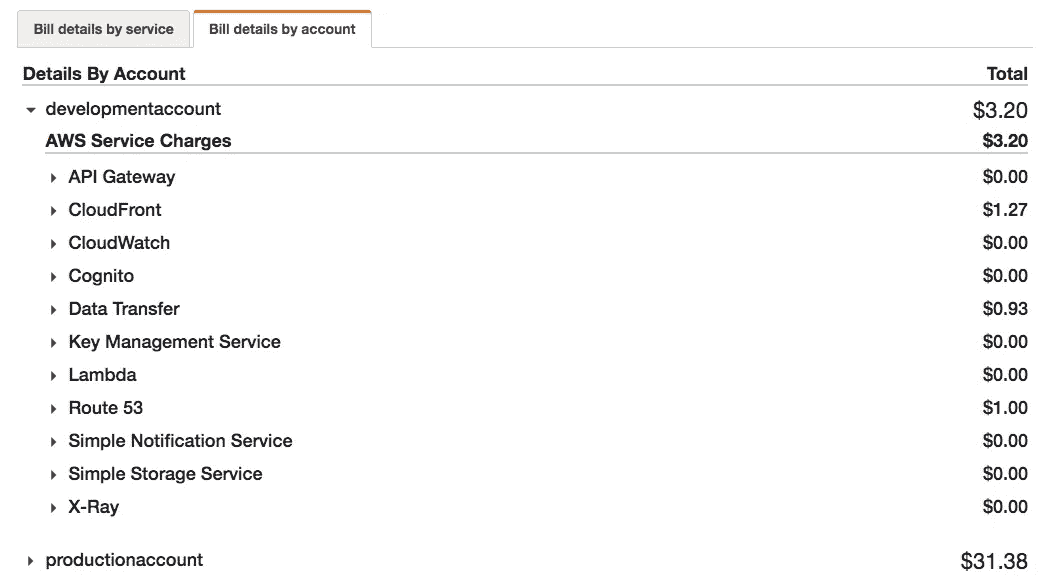 Bill details by service Bill details by account
Details By Account Total
developmentaccount $3.20
AWS Service Charges $3.20
API Gateway $0.00
CloudFront $1.27
CloudWatch $0.00
Cognito $0.00
Data Transfer $0.93
Key Management Service $0.00
Lambda $0.00
Route 53 $1.00
Simple Notification Service $0.00
Simple Storage Service $0.00
X-Ray $0.00
productionaccount $31.38